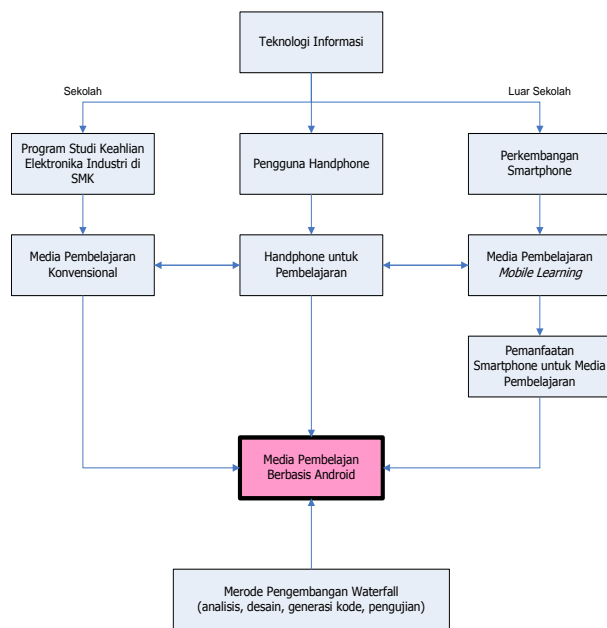 Teknologi Informasi
Sekolah
Luar Sekolah
Program Studi Keahlian
Elektronika Industri di
SMK
Pengguna Handphone
Perkembangan
Smartphone
Media Pembelajaran
Konvensional
Handphone untuk
Pembelajaran
Media Pembelajaran
Mobile Learning
Pemanfaatan
Smartphone untuk Media
Pembelajaran
Media Pembelajan
Berbasis Android
Merode Pengembangan Waterfall
(analisis, desain, generasi kode, pengujian)